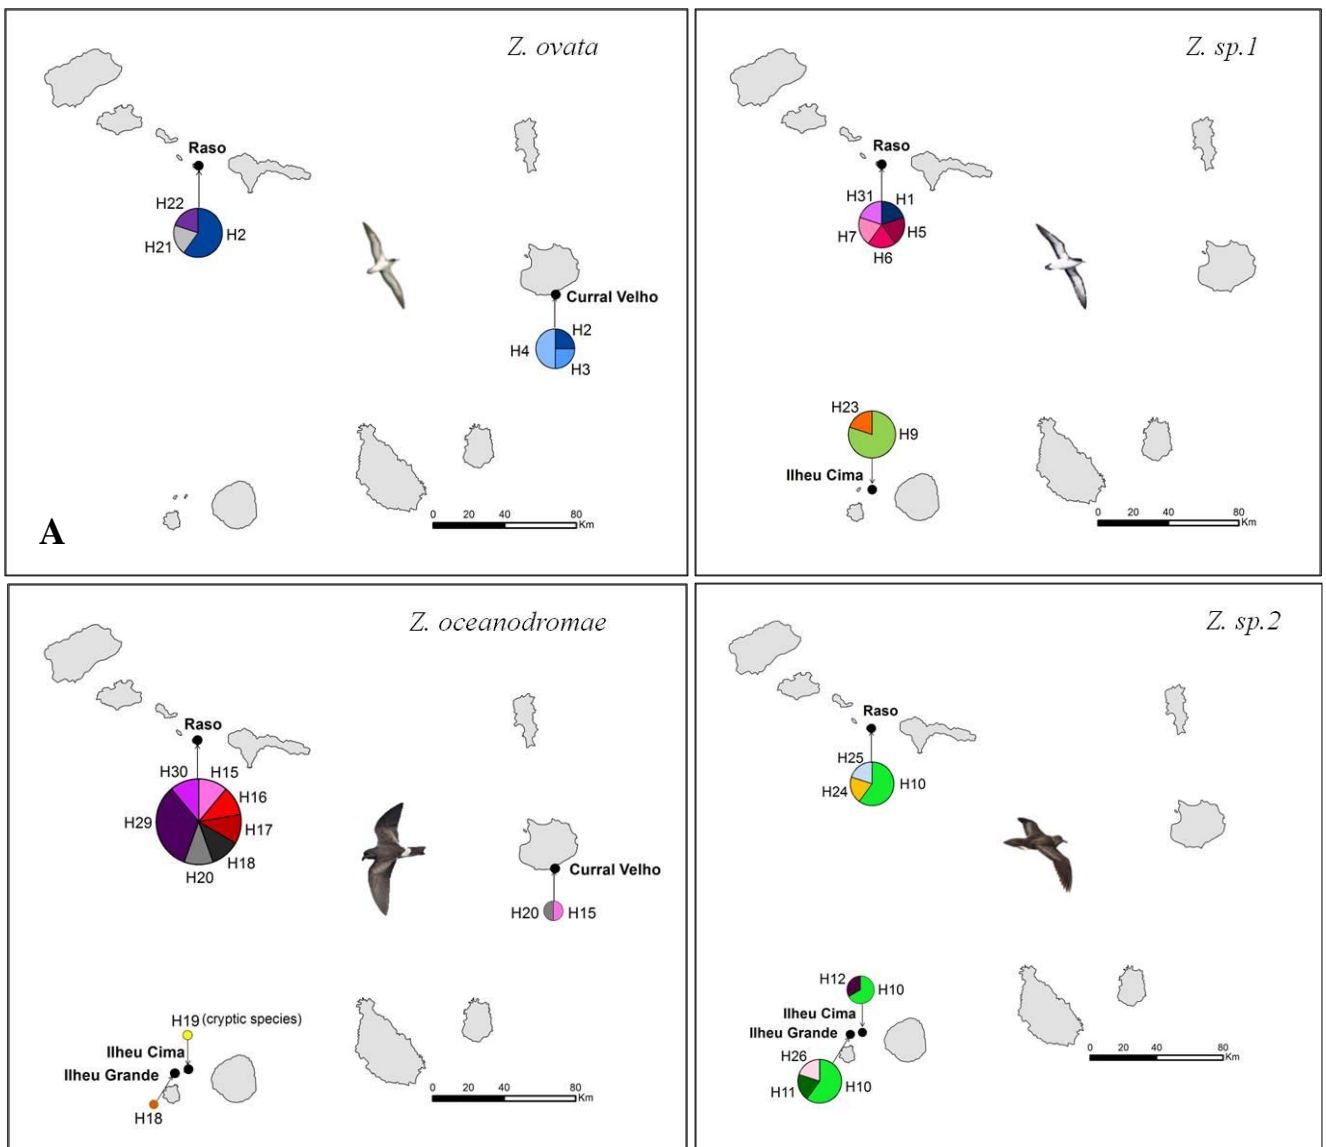 Z. ovata
Raso
H22
H2
H21
Curral Velho
H2
H4
H3
0 20 40 80
Km
A
Z. sp.1
Raso
H31
H1
H7
H5
H6
H23
H9
Ilheu Cima
0 20 40 80
Km
Z. oceanodromae
Raso
H30
H15
H16
H29
H17
H18
H20
Curral Velho
H20
H15
H19 (cryptic species)
Ilheu Cima
Ilheu Grande
H18
0 20 40 80
Km
Z. sp.2
Raso
H25
H10
H24
H12
H10
Ilheu Cima
Ilheu Grande
H26
H10
H11
0 20 40 80
Km